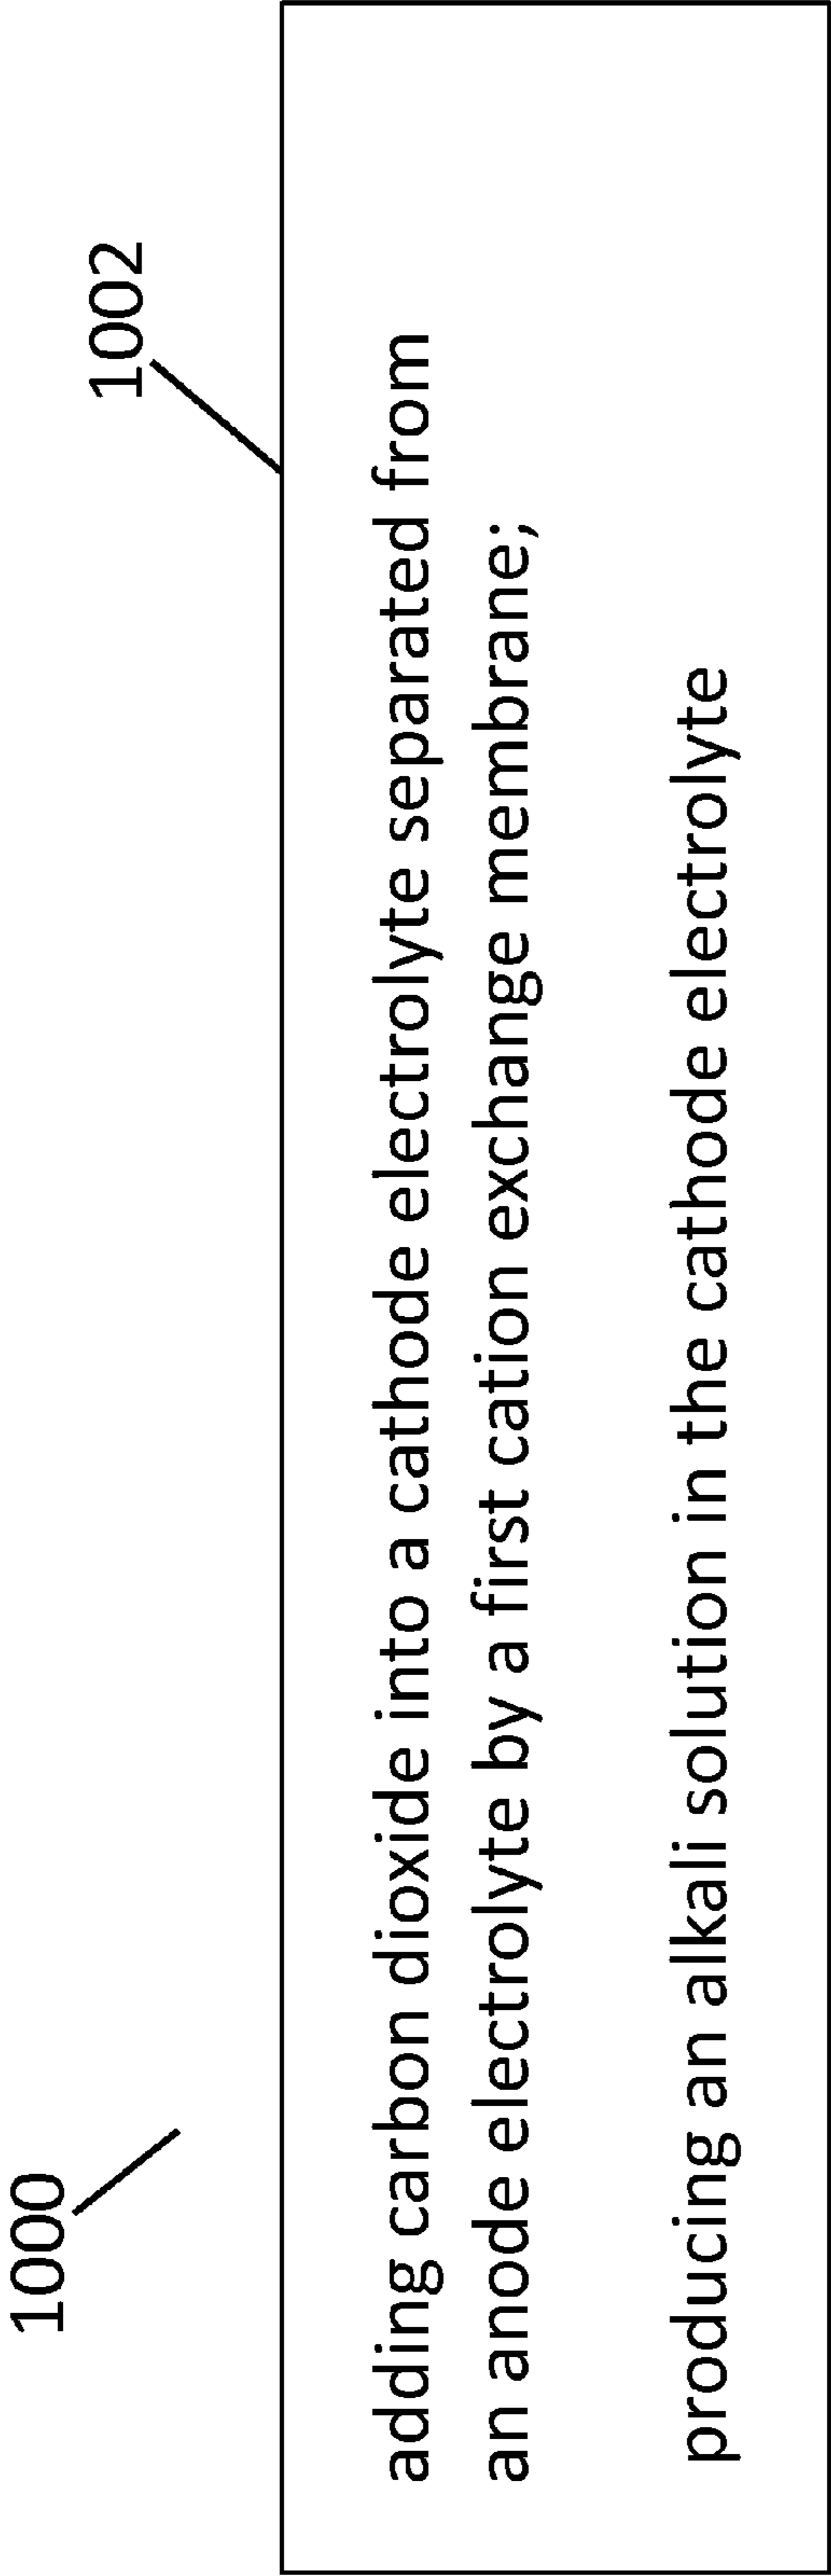 1000
1002
adding carbon dioxide into a cathode electrolyte separated from
an anode electrolyte by a first cation exchange membrane;
producing an alkali solution in the cathode electrolyte